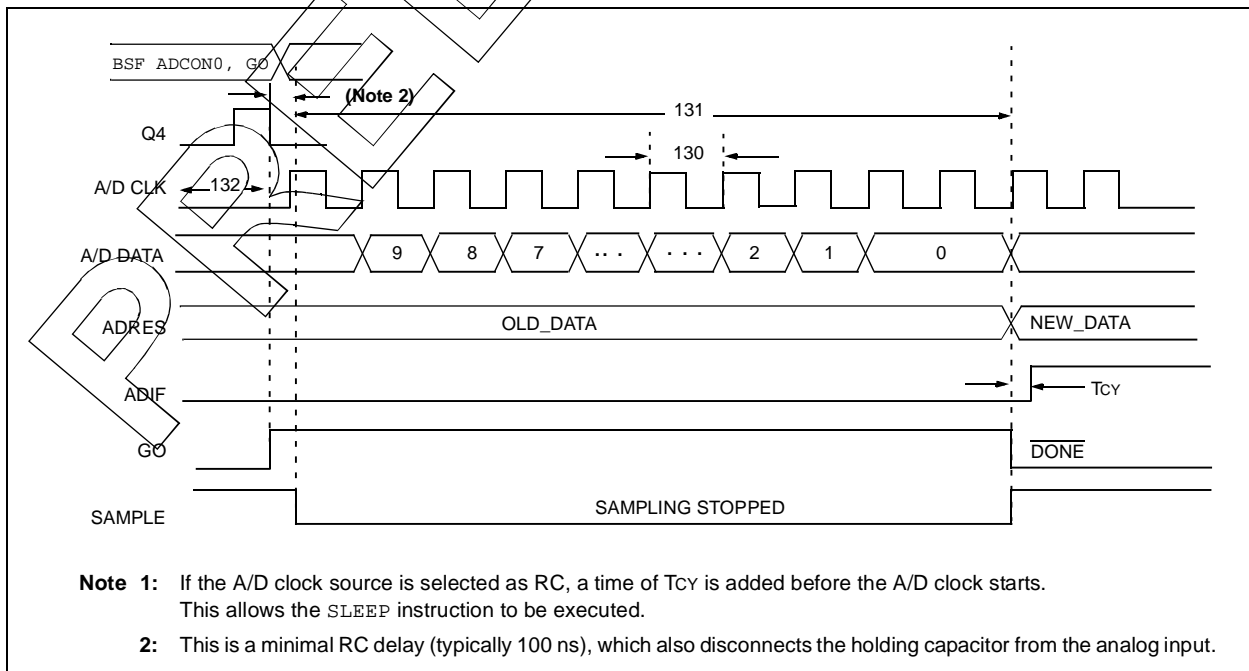 BSF ADCON0, GO
(Note 2)
131
Q4
130
A/D CLK
132
A/D DATA
9 8 7 ... ... 2 1 0
ADRES
OLD_DATA
NEW_DATA
ADIF
TCY
GO
DONE
SAMPLE
SAMPLING STOPPED
Note 1: If the A/D clock source is selected as RC, a time of TCY is added before the A/D clock starts.
This allows the SLEEP instruction to be executed.
2: This is a minimal RC delay (typically 100 ns), which also disconnects the holding capacitor from the analog input.